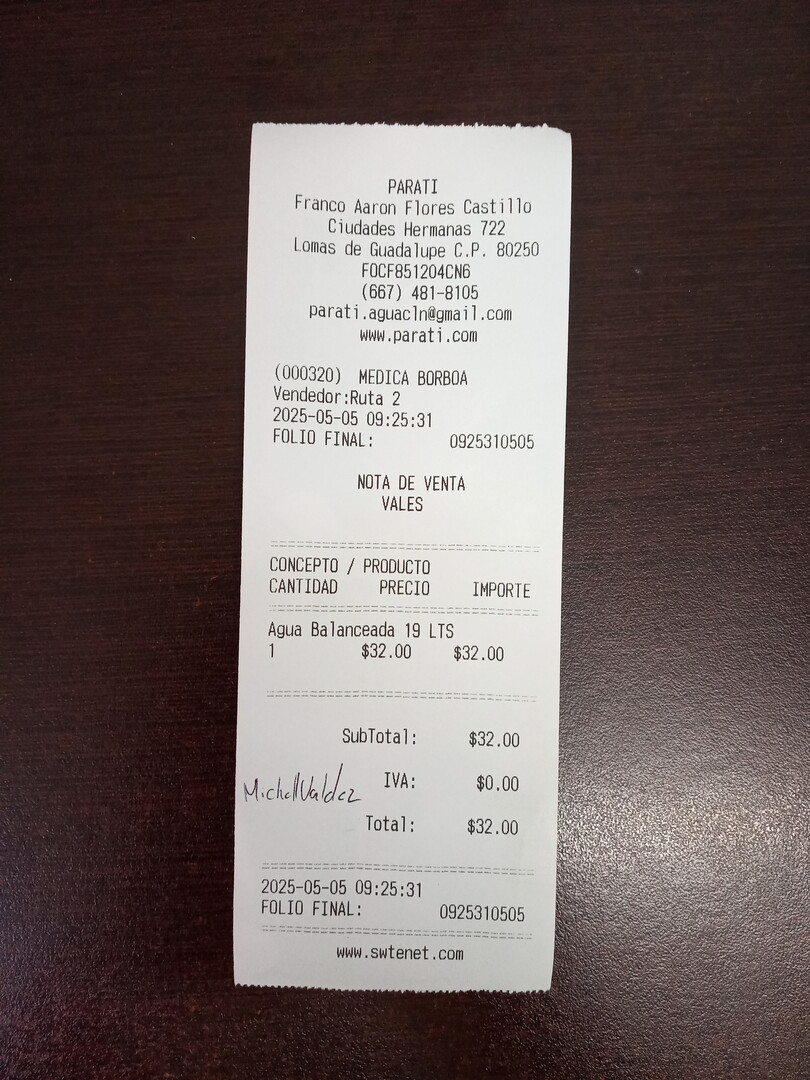 PARATI
Franco Aaron Flores Castillo
Ciudades Hermanas 722
Lomas de Guadalupe C.P. 80250
FOCF851204CN6
(667) 481-8105
parati.aguacln@gmail.com
www.parati.com
(000320) MEDICA BORBOA
Vendedor:Ruta 2
2025-05-05 09:25:31
FOLIO FINAL: 0925310505
NOTA DE VENTA
VALES
CONCEPTO / PRODUCTO
CANTIDAD PRECIO IMPORTE
Agua Balanceada 19 LTS
1 $32.00 $32.00
SubTotal: $32.00
IVA: $0.00
Michell Valdez
Total: $32.00
2025-05-05 09:25:31
FOLIO FINAL: 0925310505
www.swtenet.com